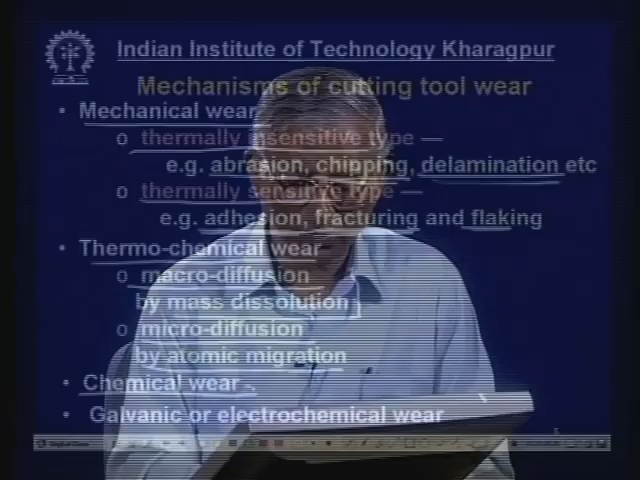 Indian Institute of Technology Kharagpur
Mechanisms of cutting tool wear
• Mechanical wear
o thermally insensitive type —
e.g. abrasion, chipping, delamination etc
o thermally sensitive type —
e.g. adhesion, fracturing and flaking
• Thermo-chemical wear
o macro-diffusion
by mass dissolution
o micro-diffusion
by atomic migration
• Chemical wear
• Galvanic or electrochemical wear